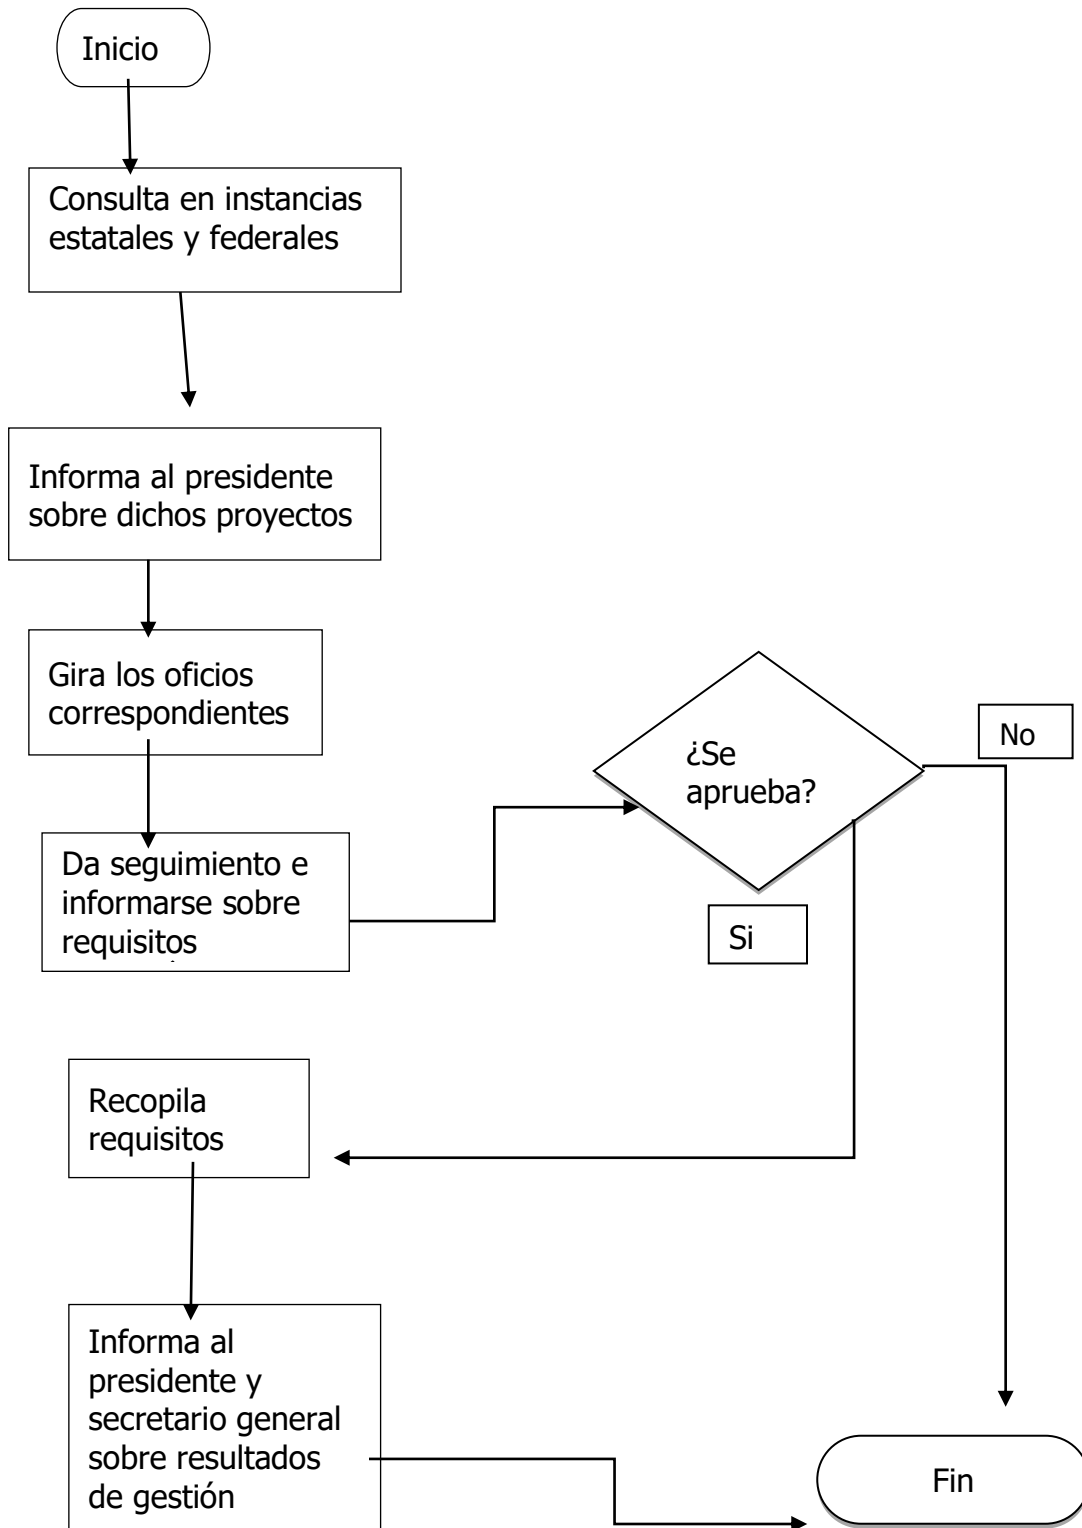 Inicio
Consulta en instancias
estatales y federales
Informa al presidente
sobre dichos proyectos
Gira los oficios
correspondientes
Da seguimiento e
informarse sobre
requisitos
¿Se
aprueba?
No
Si
Recopila
requisitos
Informa al
presidente y
secretario general
sobre resultados
de gestión
Fin